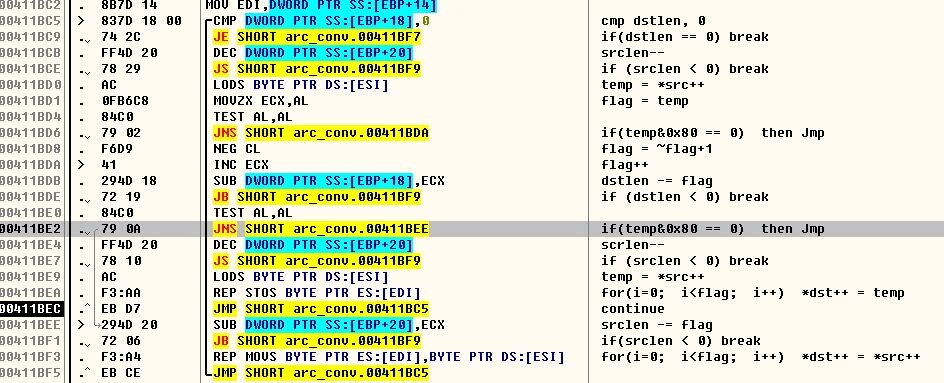 00411BC2 . 8B7D 14 MOV EDI,DWORD PTR SS:[EBP+14]
00411BC5 > 837D 18 00 CMP DWORD PTR SS:[EBP+18],0 cmp dstlen, 0
00411BC9 . 74 2C JE SHORT arc_conv.00411BF7 if(dstlen == 0) break
00411BCB . FF4D 20 DEC DWORD PTR SS:[EBP+20] srclen--
00411BCE . 78 29 JS SHORT arc_conv.00411BF9 if (srclen < 0) break
00411BD0 . AC LODS BYTE PTR DS:[ESI] temp = *src++
00411BD1 . 0FB6C8 MOVZX ECX,AL flag = temp
00411BD4 . 84C0 TEST AL,AL
00411BD6 . 79 02 JNS SHORT arc_conv.00411BDA if(temp&0x80 == 0) then Jmp
00411BD8 . F6D9 NEG CL flag = ~flag+1
00411BDA > 41 INC ECX flag++
00411BDB . 294D 18 SUB DWORD PTR SS:[EBP+18],ECX dstlen -= flag
00411BDE . 72 19 JB SHORT arc_conv.00411BF9 if (dstlen < 0) break
00411BE0 . 84C0 TEST AL,AL
00411BE2 . 79 0A JNS SHORT arc_conv.00411BEE if(temp&0x80 == 0) then Jmp
00411BE4 . FF4D 20 DEC DWORD PTR SS:[EBP+20] scrlen--
00411BE7 . 78 10 JS SHORT arc_conv.00411BF9 if (srclen < 0) break
00411BE9 . AC LODS BYTE PTR DS:[ESI] temp = *src++
00411BEA . F3:AA REP STOS BYTE PTR ES:[EDI] for(i=0; i<flag; i++) *dst++ = temp
00411BEC .^ EB D7 JMP SHORT arc_conv.00411BC5 continue
00411BEE > 294D 20 SUB DWORD PTR SS:[EBP+20],ECX srclen -= flag
00411BF1 . 72 06 JB SHORT arc_conv.00411BF9 if(srclen < 0) break
00411BF3 . F3:A4 REP MOVS BYTE PTR ES:[EDI],BYTE PTR DS:[ESI] for(i=0; i<flag; i++) *dst++ = *src++
00411BF5 .^ EB CE JMP SHORT arc_conv.00411BC5